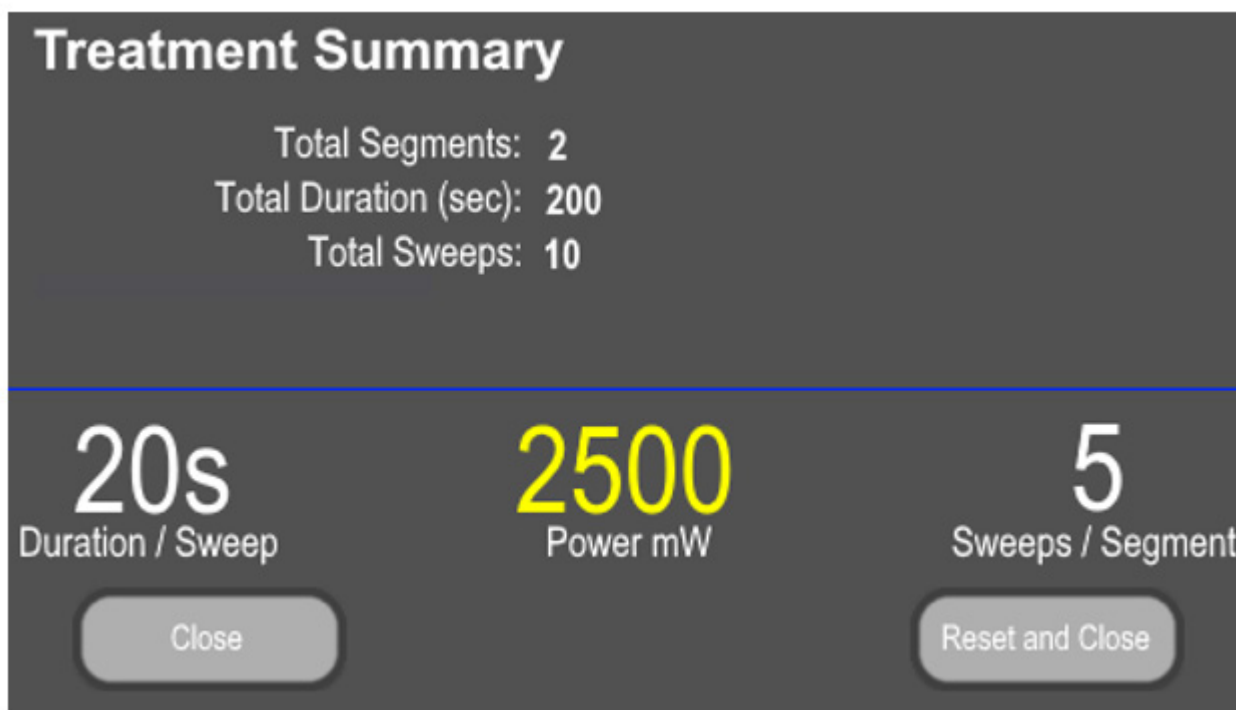 Treatment Summary
Total Segments: 2
Total Duration (sec): 200
Total Sweeps: 10
20s 2500 5
Duration / Sweep Power mW Sweeps / Segment
Close Reset and Close